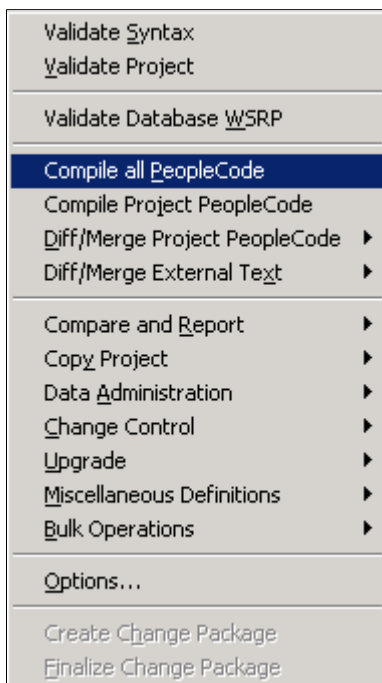 Validate Syntax
Validate Project
Validate Database WSRP
Compile all PeopleCode
Compile Project PeopleCode
Diff/Merge Project PeopleCode
Diff/Merge External Text
Compare and Report
Copy Project
Data Administration
Change Control
Upgrade
Miscellaneous Definitions
Bulk Operations
Options...
Create Change Package
Finalize Change Package